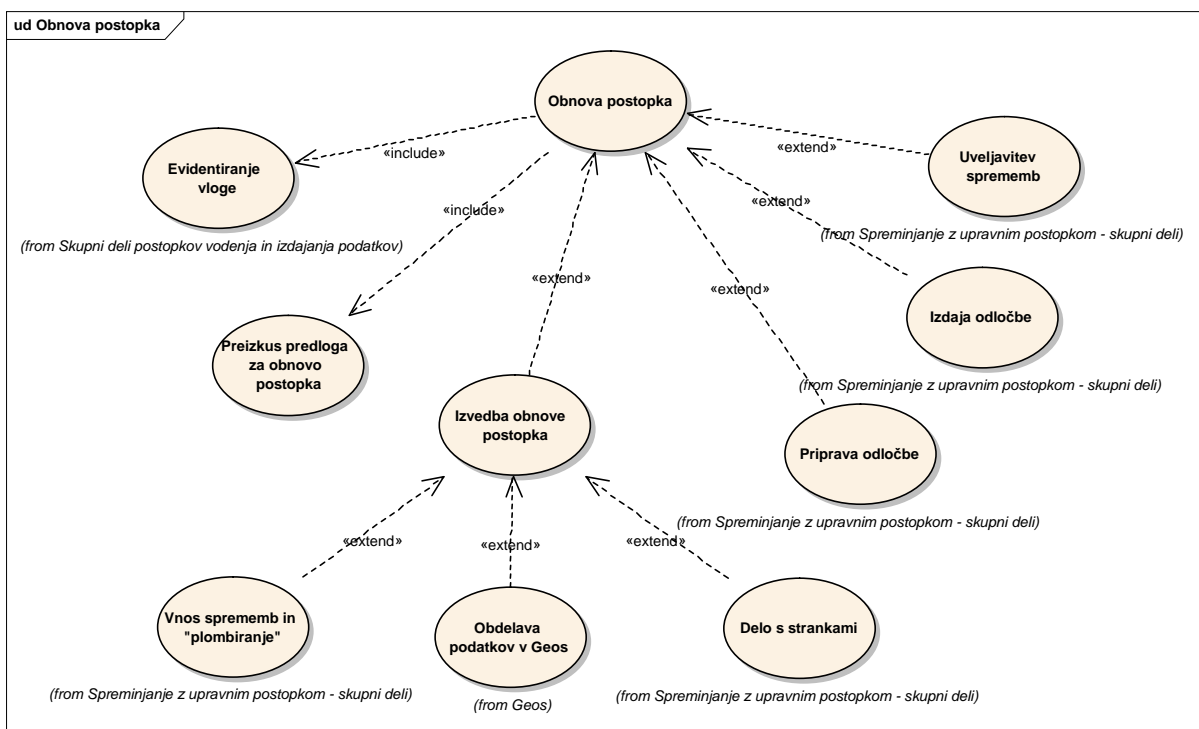 ud Obnova postopka
Obnova postopka
«include»
«extend»
Evidentiranje
vloge
Uveljavitev
sprememb
«include»
«extend»
(from Skupni deli postopkov vodenja in izdajanja podatkov)
(from Spreminjanje z upravnim postopkom - skupni deli)
«extend»
«extend»
Izdaja odločbe
Preizkus predloga
za obnovo
postopka
(from Spreminjanje z upravnim postopkom - skupni deli)
Izvedba obnove
postopka
Priprava odločbe
(from Spreminjanje z upravnim postopkom - skupni deli)
«extend»
«extend»
«extend»
Vnos sprememb in
"plombiranje"
Obdelava
podatkov v Geos
Delo s strankami
(from Spreminjanje z upravnim postopkom - skupni deli)
(from Geos)
(from Spreminjanje z upravnim postopkom - skupni deli)